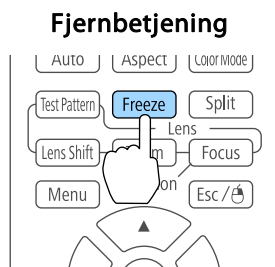 Fjernbetjening
Auto Aspect Color Mode
Test Pattern Freeze Split
Lens
Lens Shift Focus
Menu Esc/